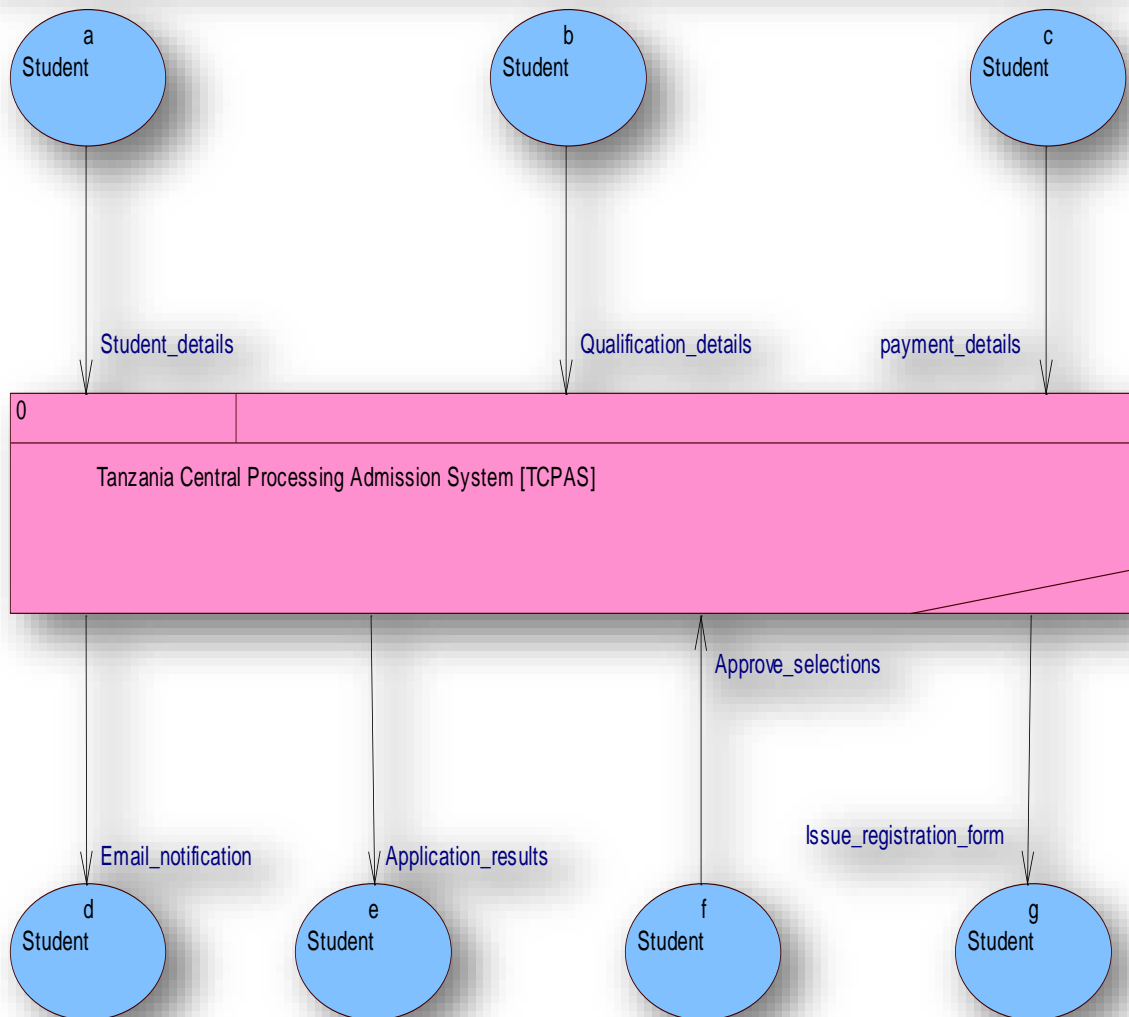 a
Student
b
Student
c
Student
Student_details
Qualification_details
payment_details
0
Tanzania Central Processing Admission System [TCPAS]
Approve_selections
Issue_registration_form
Email_notification
Application_results
d
Student
e
Student
f
Student
g
Student